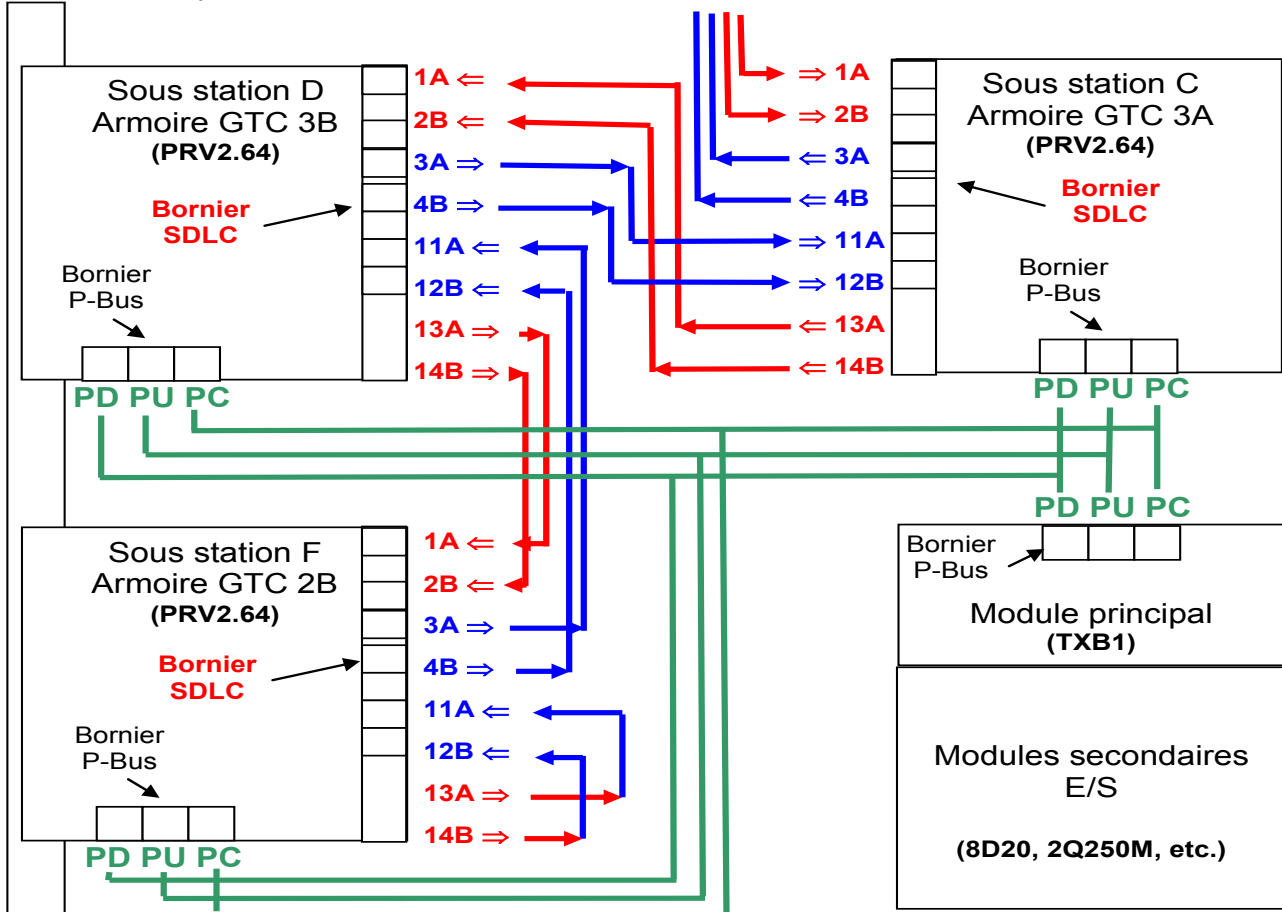 Sous station D
Armoire GTC 3B
(PRV2.64)
Bornier
SDLC
Bornier
P-Bus
1A ⇐
2B ⇐
3A ⇒
4B ⇒
11A ⇐
12B ⇐
13A ⇒
14B ⇒
PD PU PC
⇒ 1A
⇒ 2B
⇐ 3A
⇐ 4B
⇒ 11A
⇒ 12B
⇐ 13A
⇐ 14B
Sous station C
Armoire GTC 3A
(PRV2.64)
Bornier
SDLC
Bornier
P-Bus
PD PU PC
Sous station F
Armoire GTC 2B
(PRV2.64)
Bornier
SDLC
Bornier
P-Bus
1A ⇐
2B ⇐
3A ⇒
4B ⇒
11A ⇐
12B ⇐
13A ⇒
14B ⇒
PD PU PC
PD PU PC
Bornier
P-Bus
Module principal
(TXB1)
Modules secondaires
E/S
(8D20, 2Q250M, etc.)